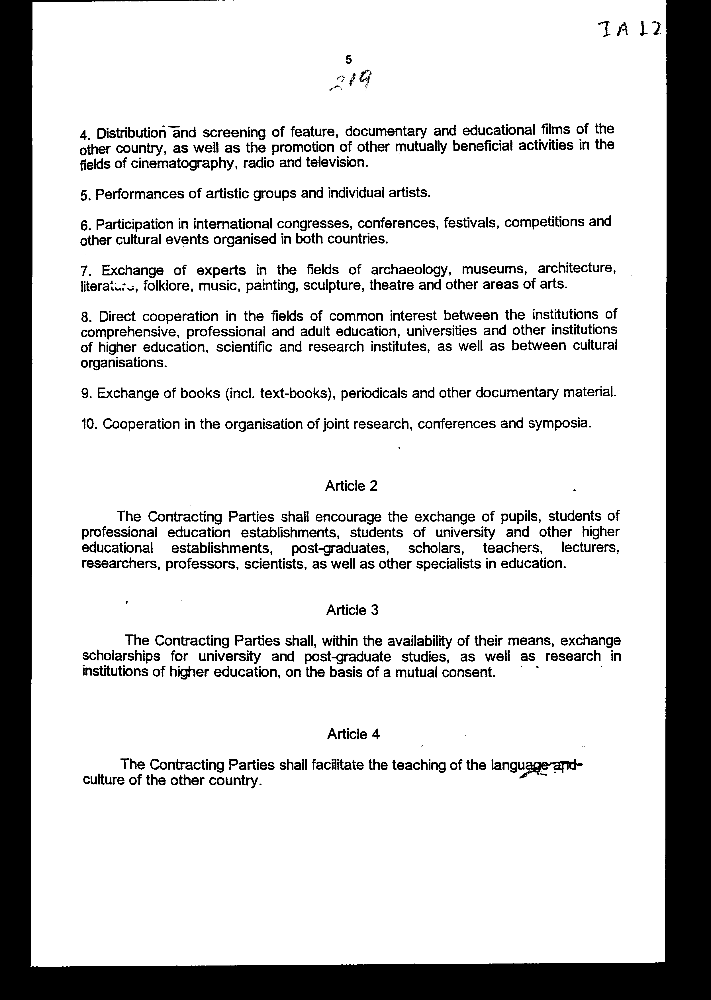 IA12
5
219
4. Distribution and screening of feature, documentary and educational films of the
other country, as well as the promotion of other mutually beneficial activities in the
fields of cinematography, radio and television.
5. Performances of artistic groups and individual artists.
6. Participation in international congresses, conferences, festivals, competitions and
other cultural events organised in both countries.
7. Exchange of experts in the fields of archaeology, museums, architecture,
literature, folklore, music, painting, sculpture, theatre and other areas of arts.
8. Direct cooperation in the fields of common interest between the institutions of
comprehensive, professional and adult education, universities and other institutions
of higher education, scientific and research institutes, as well as between cultural
organisations.
9. Exchange of books (incl. text-books), periodicals and other documentary material.
10. Cooperation in the organisation of joint research, conferences and symposia.
Article 2
The Contracting Parties shall encourage the exchange of pupils, students of
professional education establishments, students of university and other higher
educational establishments, post-graduates, scholars, teachers, lecturers,
researchers, professors, scientists, as well as other specialists in education.
Article 3
The Contracting Parties shall, within the availability of their means, exchange
scholarships for university and post-graduate studies, as well as research in
institutions of higher education, on the basis of a mutual consent.
Article 4
The Contracting Parties shall facilitate the teaching of the language and
culture of the other country.